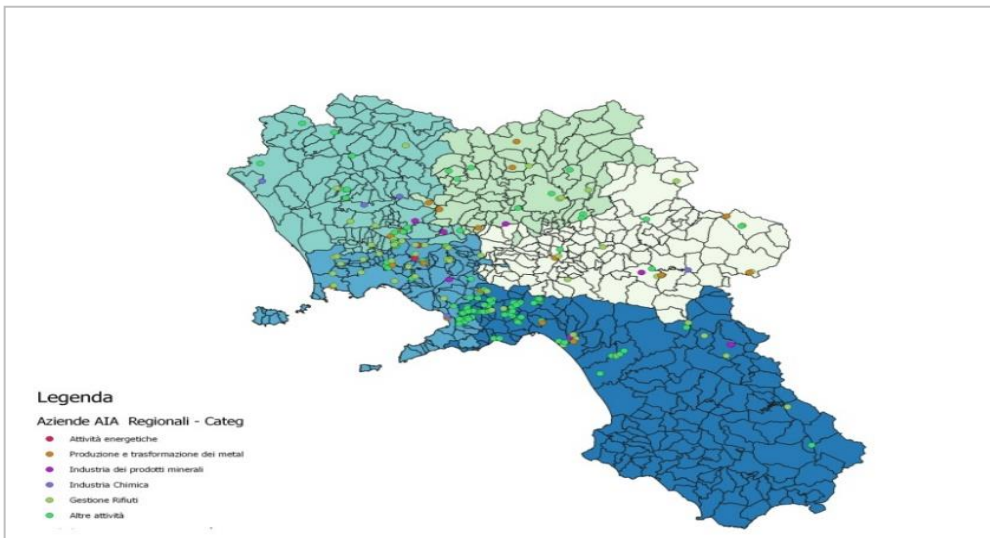 Legenda
Aziende AIA Regionali - Categ
Attività energetiche
Produzione e trasformazione dei metal
Industria dei prodotti minerali
Industria Chimica
Gestione Rifiuti
Altre attività